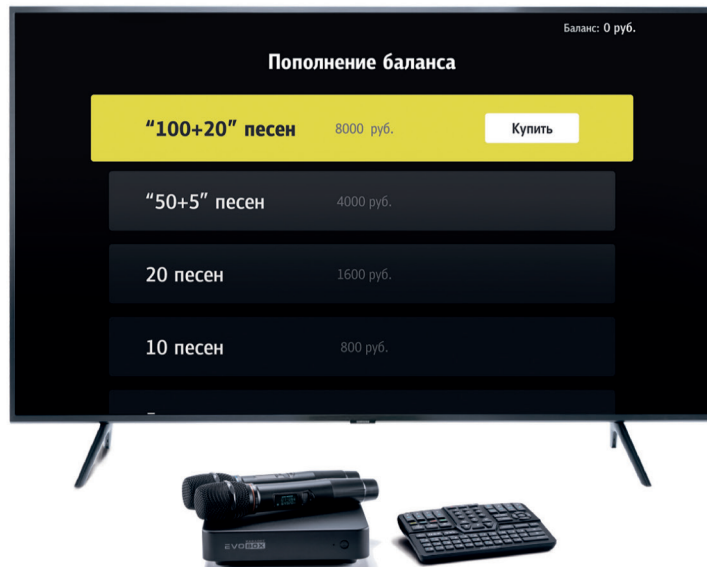 Баланс: 0 руб.
Пополнение баланса
“100+20” песен 8000 руб. Купить
“50+5” песен 4000 руб.
20 песен 1600 руб.
10 песен 800 руб.
EVOBOX